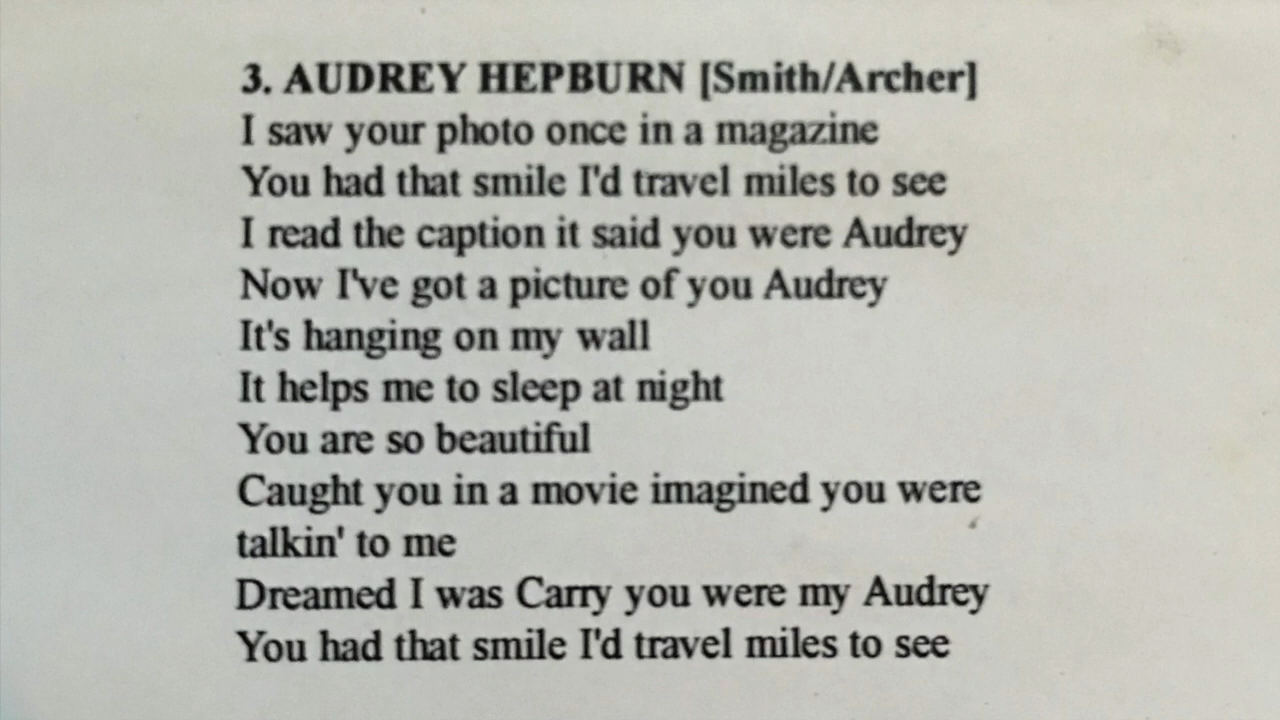 3. AUDREY HEPBURN [Smith/Archer]
I saw your photo once in a magazine
You had that smile I'd travel miles to see
I read the caption it said you were Audrey
Now I've got a picture of you Audrey
It's hanging on my wall
It helps me to sleep at night
You are so beautiful
Caught you in a movie imagined you were
talkin' to me
Dreamed I was Carry you were my Audrey
You had that smile I'd travel miles to see